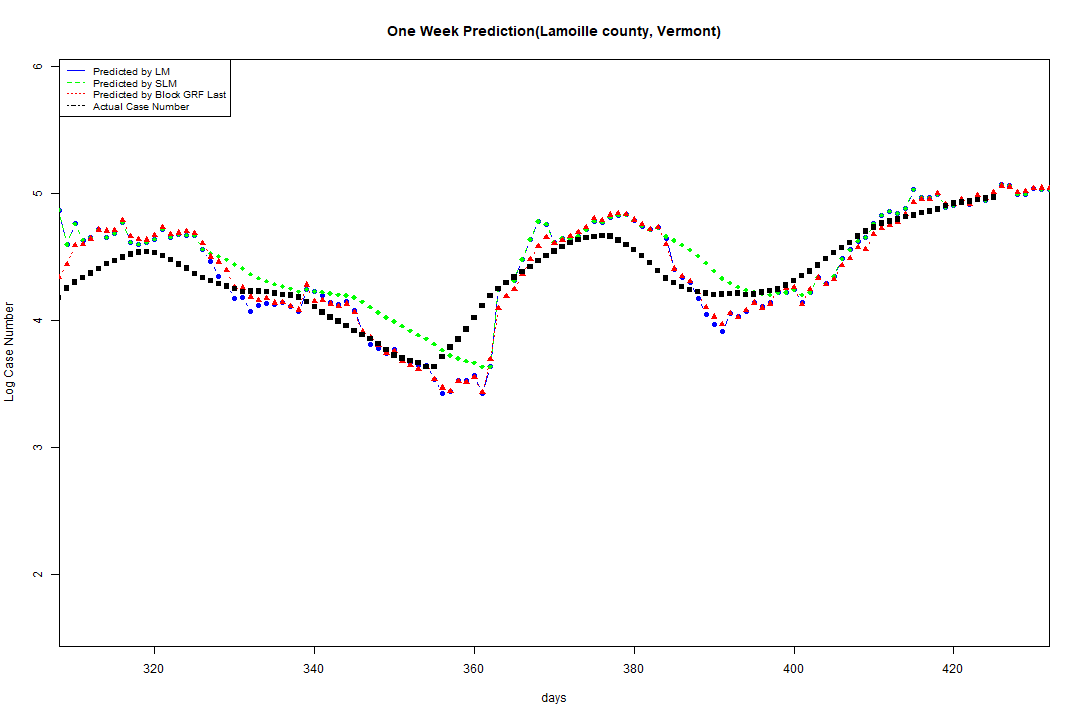 One Week Prediction(Lamoille county, Vermont)
Predicted by LM
Predicted by SLM
Predicted by Block GRF Last
Actual Case Number
6
5
4
3
2
Log Case Number
320 340 360 380 400 420
days